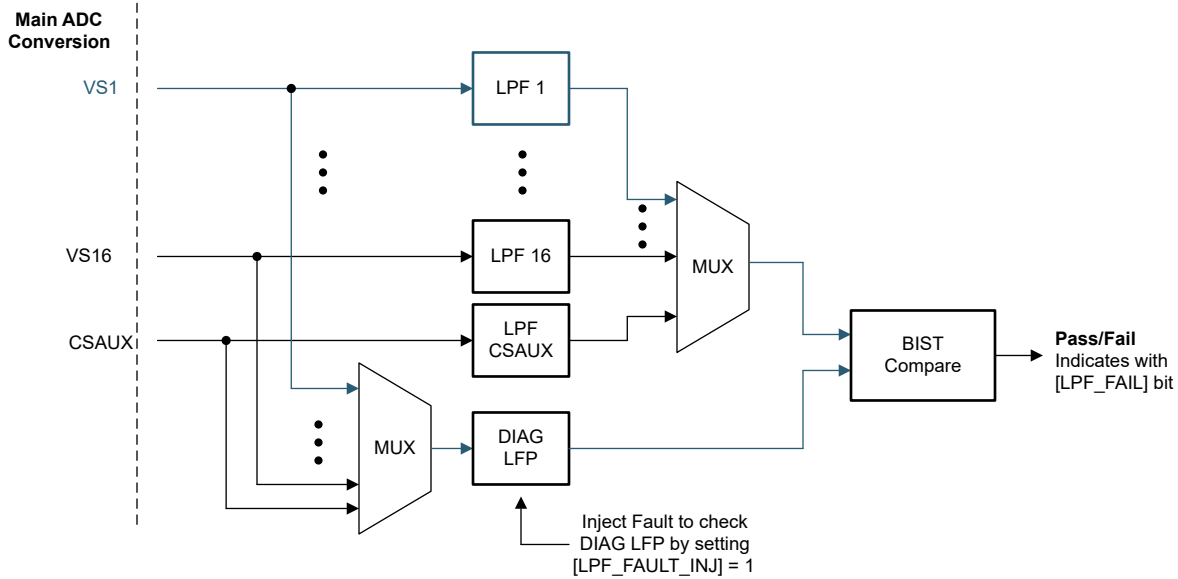 Main ADC
Conversion
VS1
LPF 1
VS16
LPF 16
MUX
CSAUX
LPF
CSAUX
BIST
Compare
Pass/Fail
Indicates with
[LPF_FAIL] bit
MUX
DIAG
LFP
Inject Fault to check
DIAG LFP by setting
[LPF_FAULT_INJ] = 1